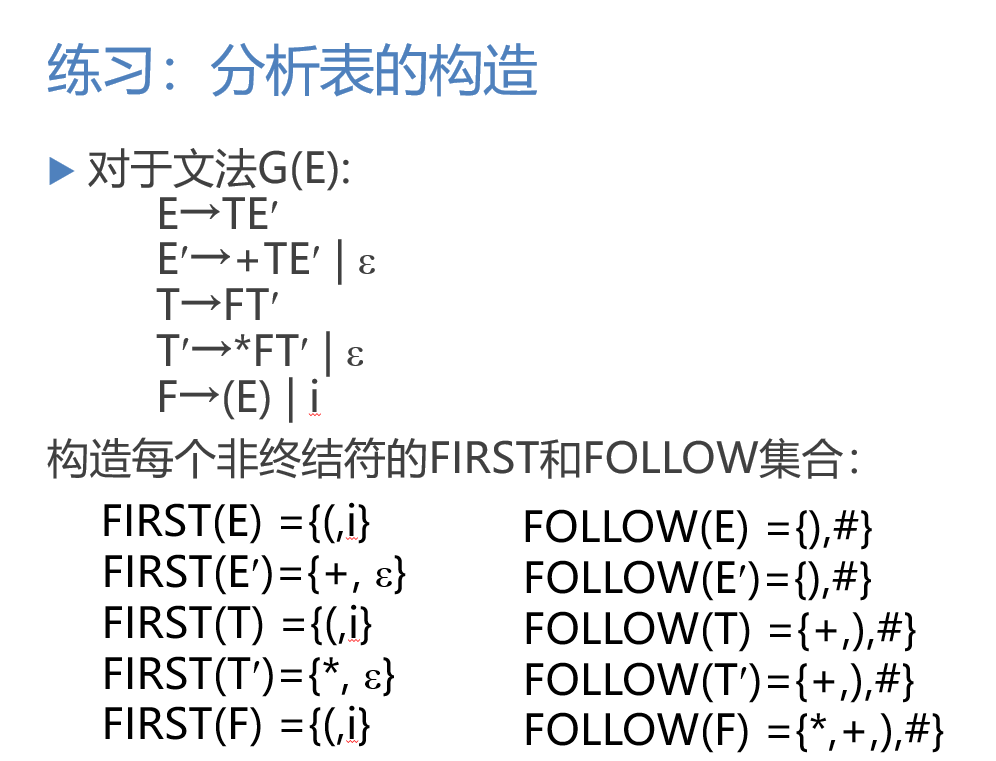 练习：分析表的构造
对于文法G(E):
E→TE′
E′→+TE′ | ε
T→FT′
T′→*FT′ | ε
F→(E) | i
构造每个非终结符的FIRST和FOLLOW集合：
FIRST(E) ={(,i}
FIRST(E′)={+, ε}
FIRST(T) ={(,i}
FIRST(T′)={*, ε}
FIRST(F) ={(,i}
FOLLOW(E) ={),#}
FOLLOW(E′)={),#}
FOLLOW(T) ={+,),#}
FOLLOW(T′)={+,),#}
FOLLOW(F) ={*,+,),#}